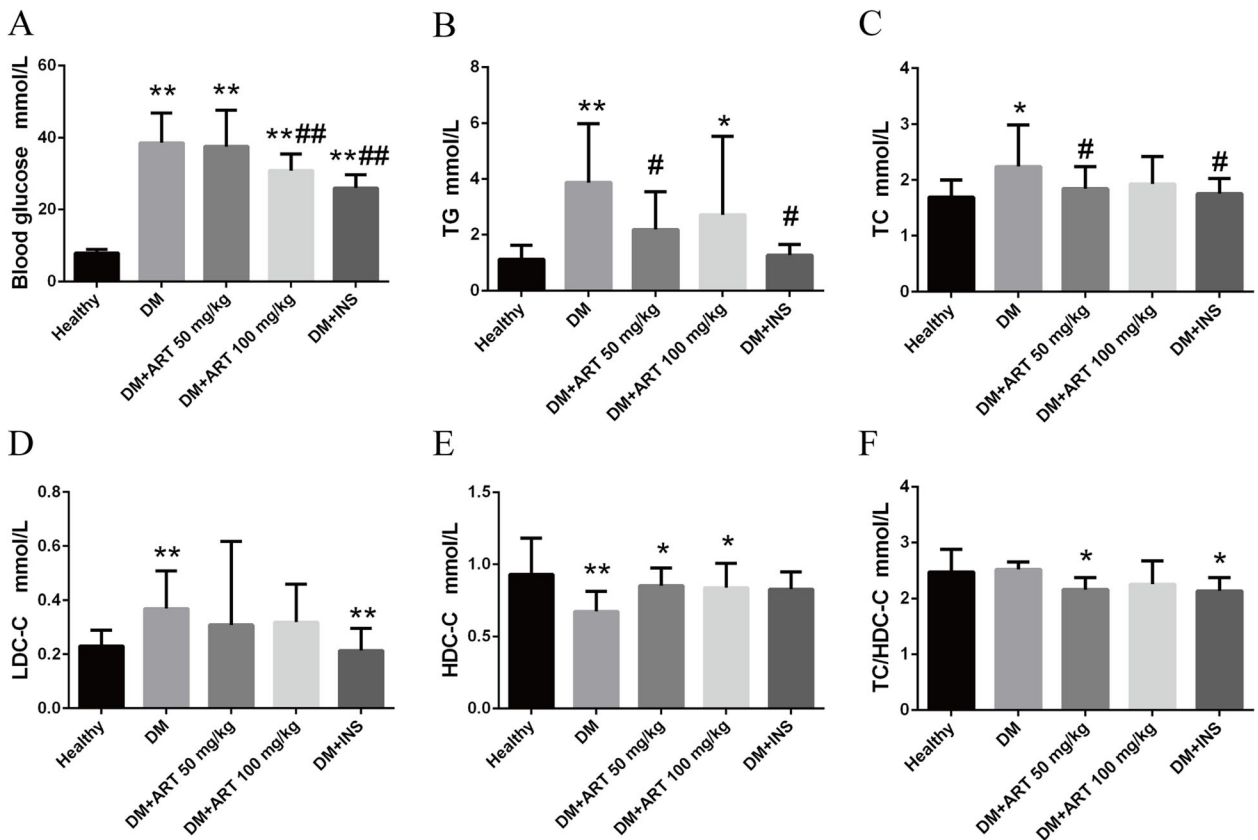 A
Blood glucose mmol/L
60
40
20
0
** ** **## **##
Healthy
DM
DM+ART 50 mg/kg
DM+ART 100 mg/kg
DM+INS
B
TG mmol/L
8
6
4
2
0
** # * #
Healthy
DM
DM+ART 50 mg/kg
DM+ART 100 mg/kg
DM+INS
C
TC mmol/L
4
3
2
1
0
* # #
Healthy
DM
DM+ART 50 mg/kg
DM+ART 100 mg/kg
DM+INS
D
LDC-C mmol/L
0.8
0.6
0.4
0.2
0.0
** **
Healthy
DM
DM+ART 50 mg/kg
DM+ART 100 mg/kg
DM+INS
E
HDC-C mmol/L
1.5
1.0
0.5
0.0
** * *
Healthy
DM
DM+ART 50 mg/kg
DM+ART 100 mg/kg
DM+INS
F
TC/HDC-C mmol/L
4
3
2
1
0
* *
Healthy
DM
DM+ART 50 mg/kg
DM+ART 100 mg/kg
DM+INS